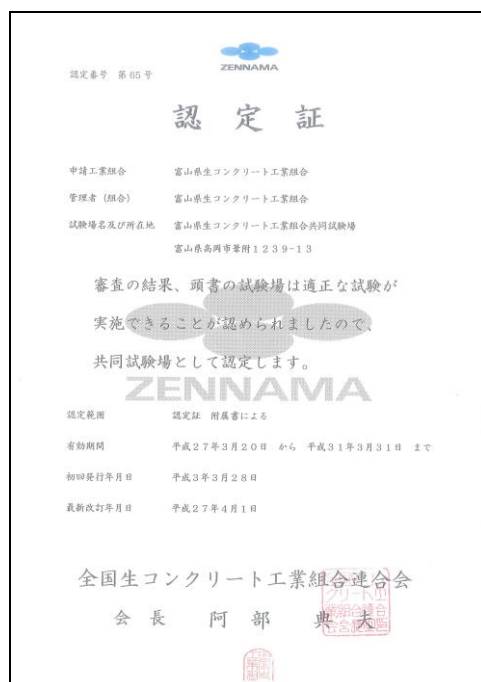 ZENNAMA
認定番号 第65号
認定証
申請工業組合 富山県生コンクリート工業組合
管理者（組合） 富山県生コンクリート工業組合
試験場名及び所在地 富山県生コンクリート工業組合共同試験場
富山県高岡市蓑附1239-13
審査の結果、頭書の試験場は適正な試験が
実施できることが認められましたので、
共同試験場として認定します。
ZENNAMA
認定範囲 認定証 附属書による
有効期間 平成27年3月20日 から 平成31年3月31日 まで
初回発行年月日 平成3年3月28日
最新改訂年月日 平成27年4月1日
全国生コンクリート工業組合連合会
会長 阿部典夫